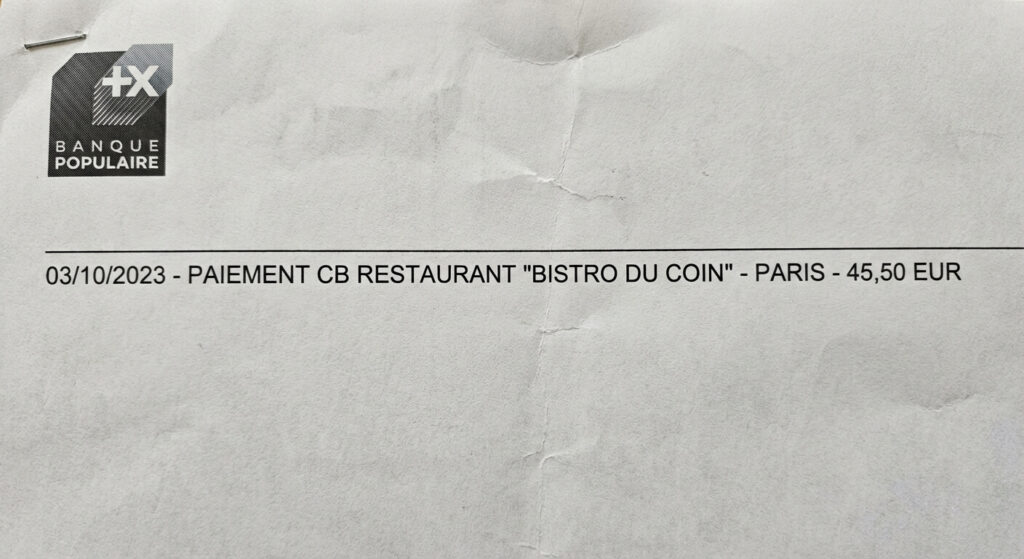 +X
BANQUE
POPULAIRE
03/10/2023 - PAIEMENT CB RESTAURANT "BISTRO DU COIN" - PARIS - 45,50 EUR